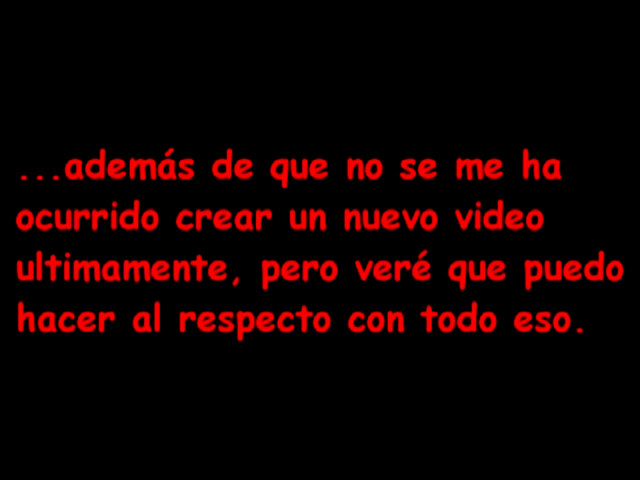 ...además de que no se me ha
ocurrido crear un nuevo video
ultimamente, pero veré que puedo
hacer al respecto con todo eso.